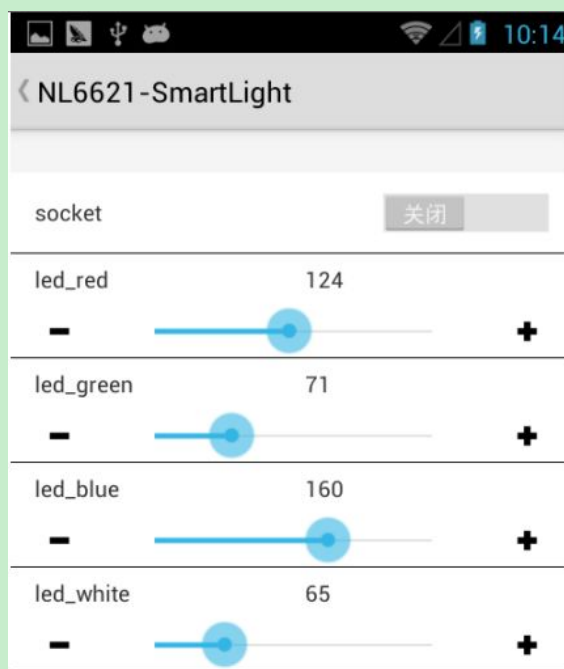 10:14
NL6621-SmartLight
socket
关闭
led_red
124
led_green
71
led_blue
160
led_white
65